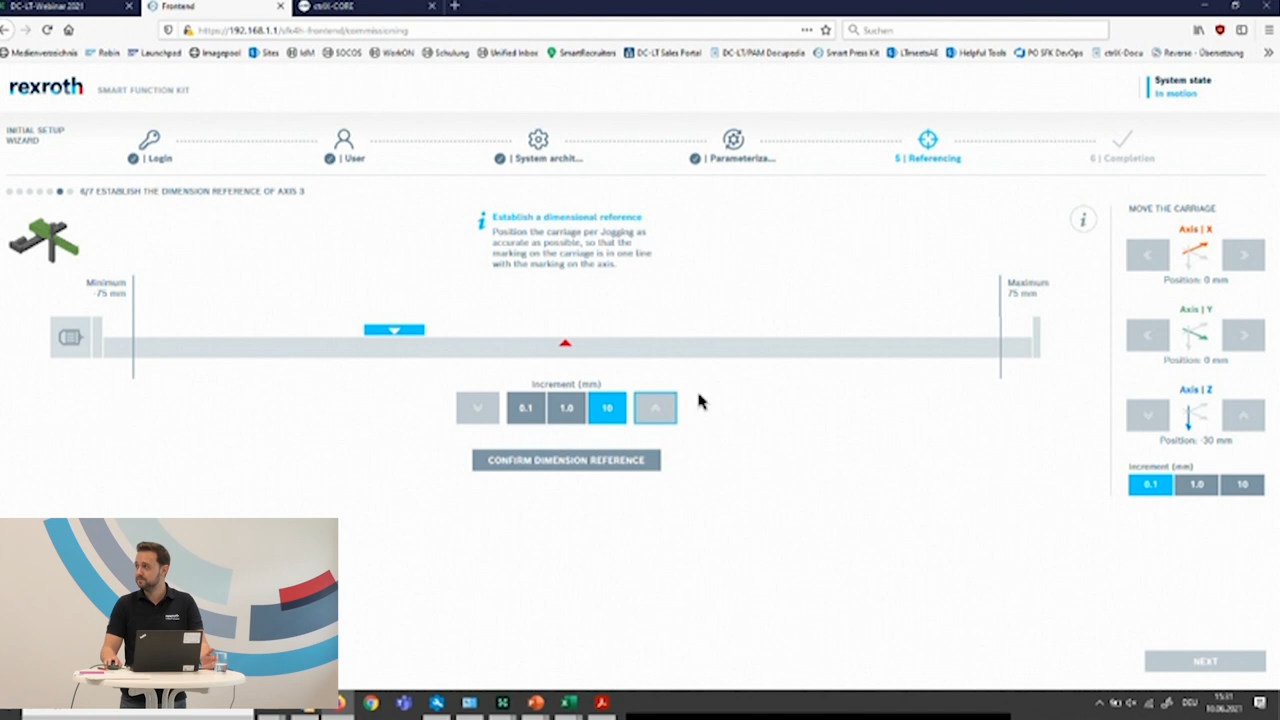 DC-LT-Webinar 2021
Frontend
ctrlX-CORE
https://192.168.1.1/sfk4h-frontend/commissioning
Suchen
Medienverzeichnis
Robin
Launchpad
Imagepool
Sites
IdM
SOCOS
WorkON
Schulung
Unified Inbox
SmartRecruiters
DC-LT Sales Portal
DC-LT/PAM Docupedia
Smart Press Kit
LTmeetsAE
Helpful Tools
PO SFK DevOps
ctrlX-Docu
Reverso - Übersetzung
rexroth
SMART FUNCTION KIT
System state
In motion
INITIAL SETUP
WIZARD
| Login
| User
| System archit...
| Parameteriza...
5 | Referencing
6 | Completion
6/7 ESTABLISH THE DIMENSION REFERENCE OF AXIS 3
Establish a dimensional reference
Position the carriage per Jogging as
accurate as possible, so that the
marking on the carriage is in one line
with the marking on the axis.
Minimum
-75 mm
Maximum
75 mm
Increment (mm)
0.1 1.0 10
CONFIRM DIMENSION REFERENCE
MOVE THE CARRIAGE
Axis | X
Position: 0 mm
Axis | Y
Position: 0 mm
Axis | Z
Position: -30 mm
Increment (mm)
0.1 1.0 10
NEXT
rexroth
DEU
15:31
10.06.2021